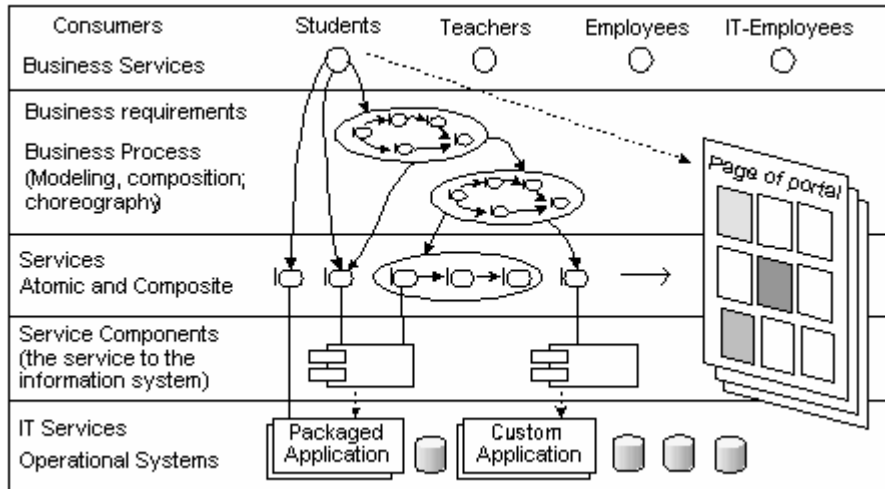 Consumers
Students
Teachers
Employees
IT-Employees
Business Services
Business requirements
Business Process
(Modeling, composition;
choreography)
Page of portal
Services
Atomic and Composite
Service Components
(the service to the
information system)
IT Services
Operational Systems
Packaged
Application
Custom
Application